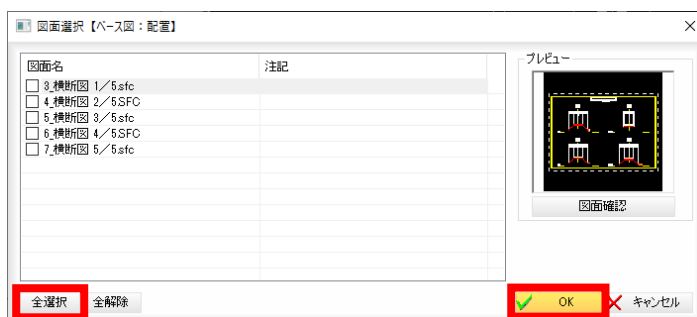 図面選択【ベース図：配置】
図面名 注記
3_横断図 1／5.sfc
4_横断図 2／5.SFC
5_横断図 3／5.sfc
6_横断図 4／5.SFC
7_横断図 5／5.sfc
プレビュー
図面確認
全選択 全解除 OK キャンセル